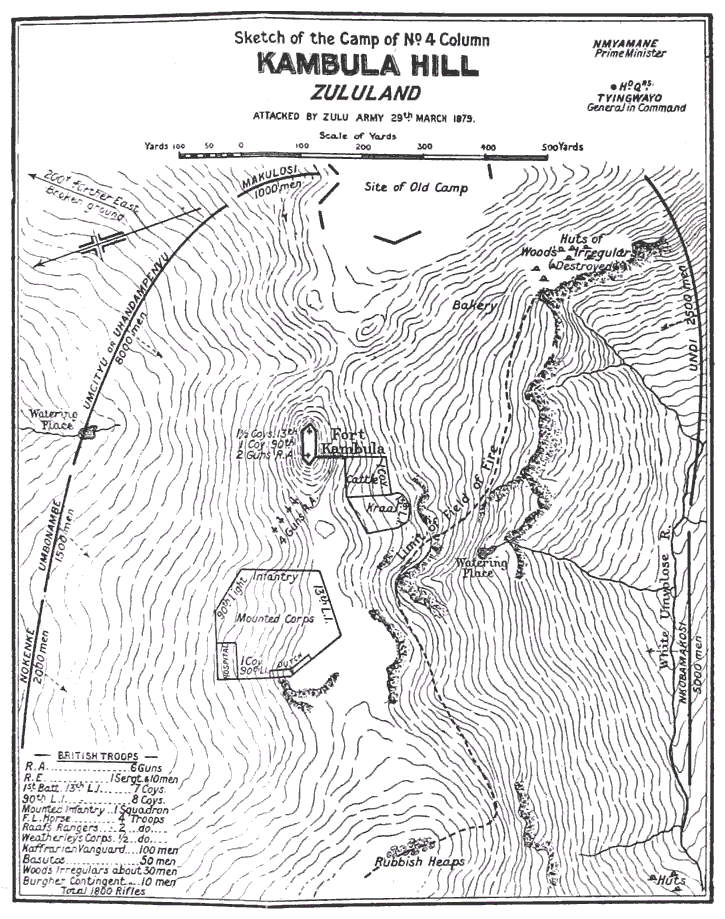 Sketch of the Camp of No 4 Column
KAMBULA HILL
ZULULAND
ATTACKED BY ZULU ARMY 29th MARCH 1879.
NMYAMANE
Prime Minister
HD. QRS.
TYINGWAYO
General in Command
Scale of Yards
Yards 100 50 0 100 200 300 400 500 Yards
200x further East
Broken ground
MAKULOSI
1000 men
Site of Old Camp
Huts of
Woods Irregulars
Destroyed
Bakery
UMCITYU OR UHANDAMPENVU
8000 men
UNDI 2500 men
Watering
Place
1½ Coys. 13th
1 Coy. 90th
2 Guns R.A.
Fort
Kambula
Cattle
1 Coy
Kraal
13th L.I.
4 Guns R.A.
Limit of Field of Fire
UMBONAMBE
1500 men
Watering
Place
White Umvolose R.
Infantry
90th Light
13th L.I.
Mounted Corps
HOSPITAL
1 Coy
90th L.I.
DUTCH
NOKENKE
2000 men
NKOBAMAKOSI
5000 men
BRITISH TROOPS
R.A. 6 Guns
R.E. 1 Sergt. & 10 men
1st Batt. 13th L.I. 7 Coys.
90th L.I. 8 Coys.
Mounted Infantry 1 Squadron
F.L. Horse 4 Troops
Raafs Rangers 2 do.
Weatherleys Corps. ½ do.
Kaffrarian Vanguard 100 men
Basutos 50 men
Woods Irregulars about 30 men
Burgher Contingent 10 men
Total 1800 Rifles
Rubbish Heaps
Huts